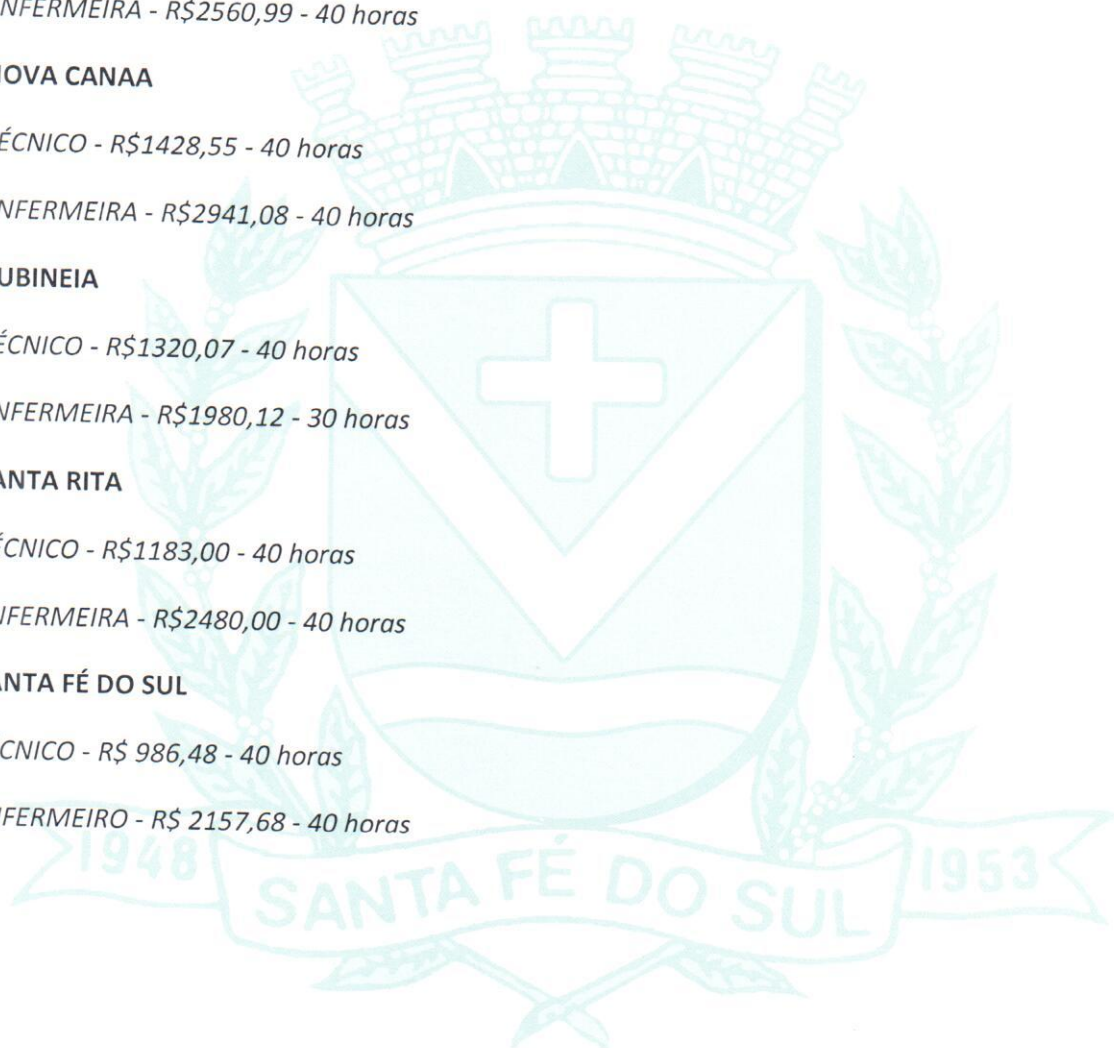 NFERMEIRA - R$2560,99 - 40 horas
NOVA CANAA
ÉCNICO - R$1428,55 - 40 horas
NFERMEIRA - R$2941,08 - 40 horas
UBINEIA
ÉCNICO - R$1320,07 - 40 horas
NFERMEIRA - R$1980,12 - 30 horas
ANTA RITA
ÉCNICO - R$1183,00 - 40 horas
NFERMEIRA - R$2480,00 - 40 horas
ANTA FÉ DO SUL
CNICO - R$ 986,48 - 40 horas
FERMEIRO - R$ 2157,68 - 40 horas
1948
SANTA FÉ DO SUL
1953